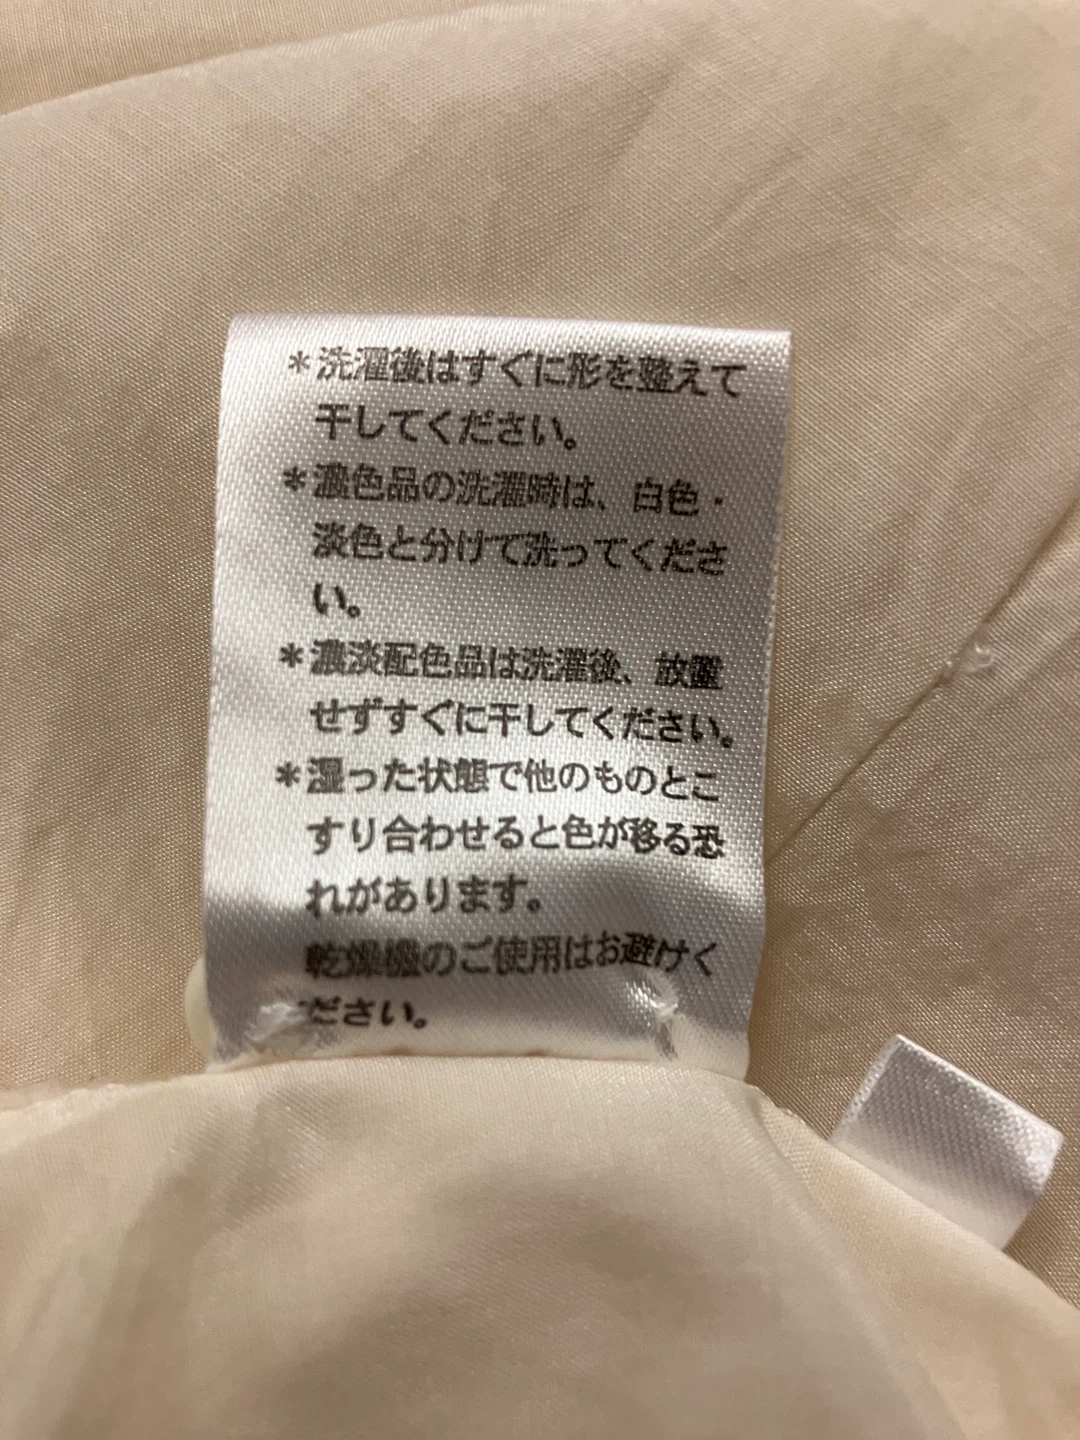 *洗濯後はすぐに形を整えて
干してください。
*濃色品の洗濯時は、白色・
淡色と分けて洗ってくださ
い。
*濃淡配色品は洗濯後、放置
せずすぐに干してください。
*湿った状態で他のものとこ
すり合わせると色が移る恐
れがあります。
乾燥機のご使用はお避けく
ださい。